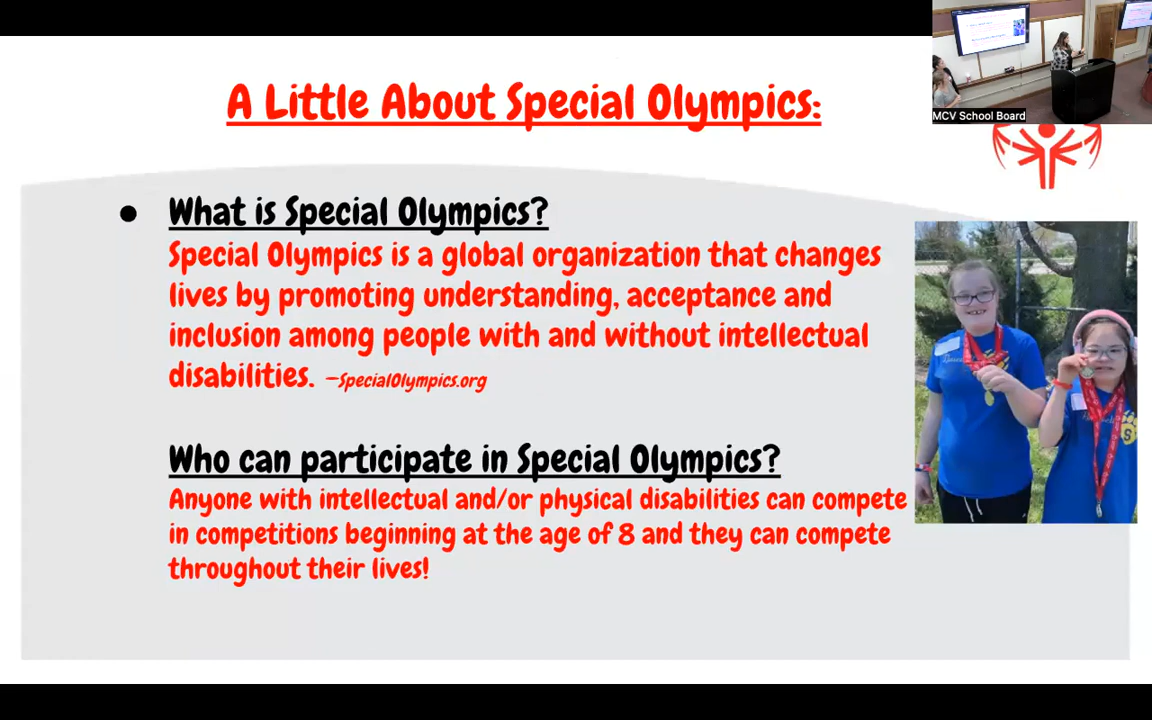 A Little About Special Olympics:
MCV School Board
What is Special Olympics?
Special Olympics is a global organization that changes
lives by promoting understanding, acceptance and
inclusion among people with and without intellectual
disabilities. —SpecialOlympics.org
Who can participate in Special Olympics?
Anyone with intellectual and/or physical disabilities can compete
in competitions beginning at the age of 8 and they can compete
throughout their lives!
S